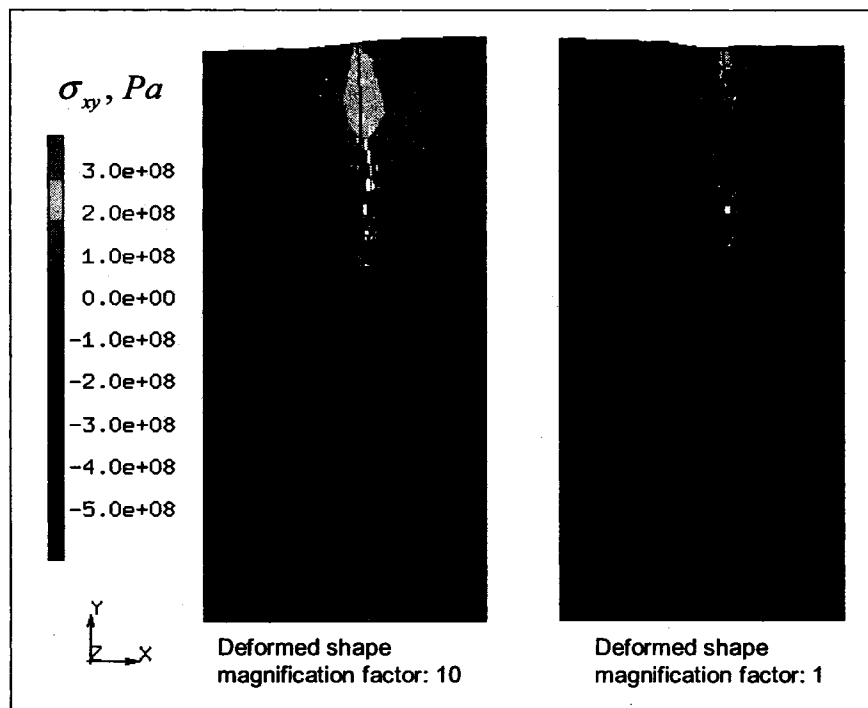 σxy, Pa
3.0e+08
2.0e+08
1.0e+08
0.0e+00
-1.0e+08
-2.0e+08
-3.0e+08
-4.0e+08
-5.0e+08
Y
Z X
Deformed shape
magnification factor: 10
Deformed shape
magnification factor: 1